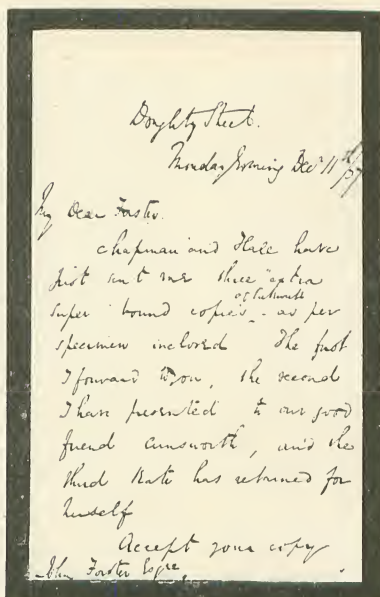 Doughty Street.
Monday Evening Decr 11th /37
My Dear Forster.
Chapman and Hall have
just sent me three "extra
of Pickwick
super" bound copies - as per
specimen inclosed The first
I forward to you, the second
I have presented to our good
friend Ainsworth, and the
third Kate has retained for
herself
Accept your copy
John Forster Esqre